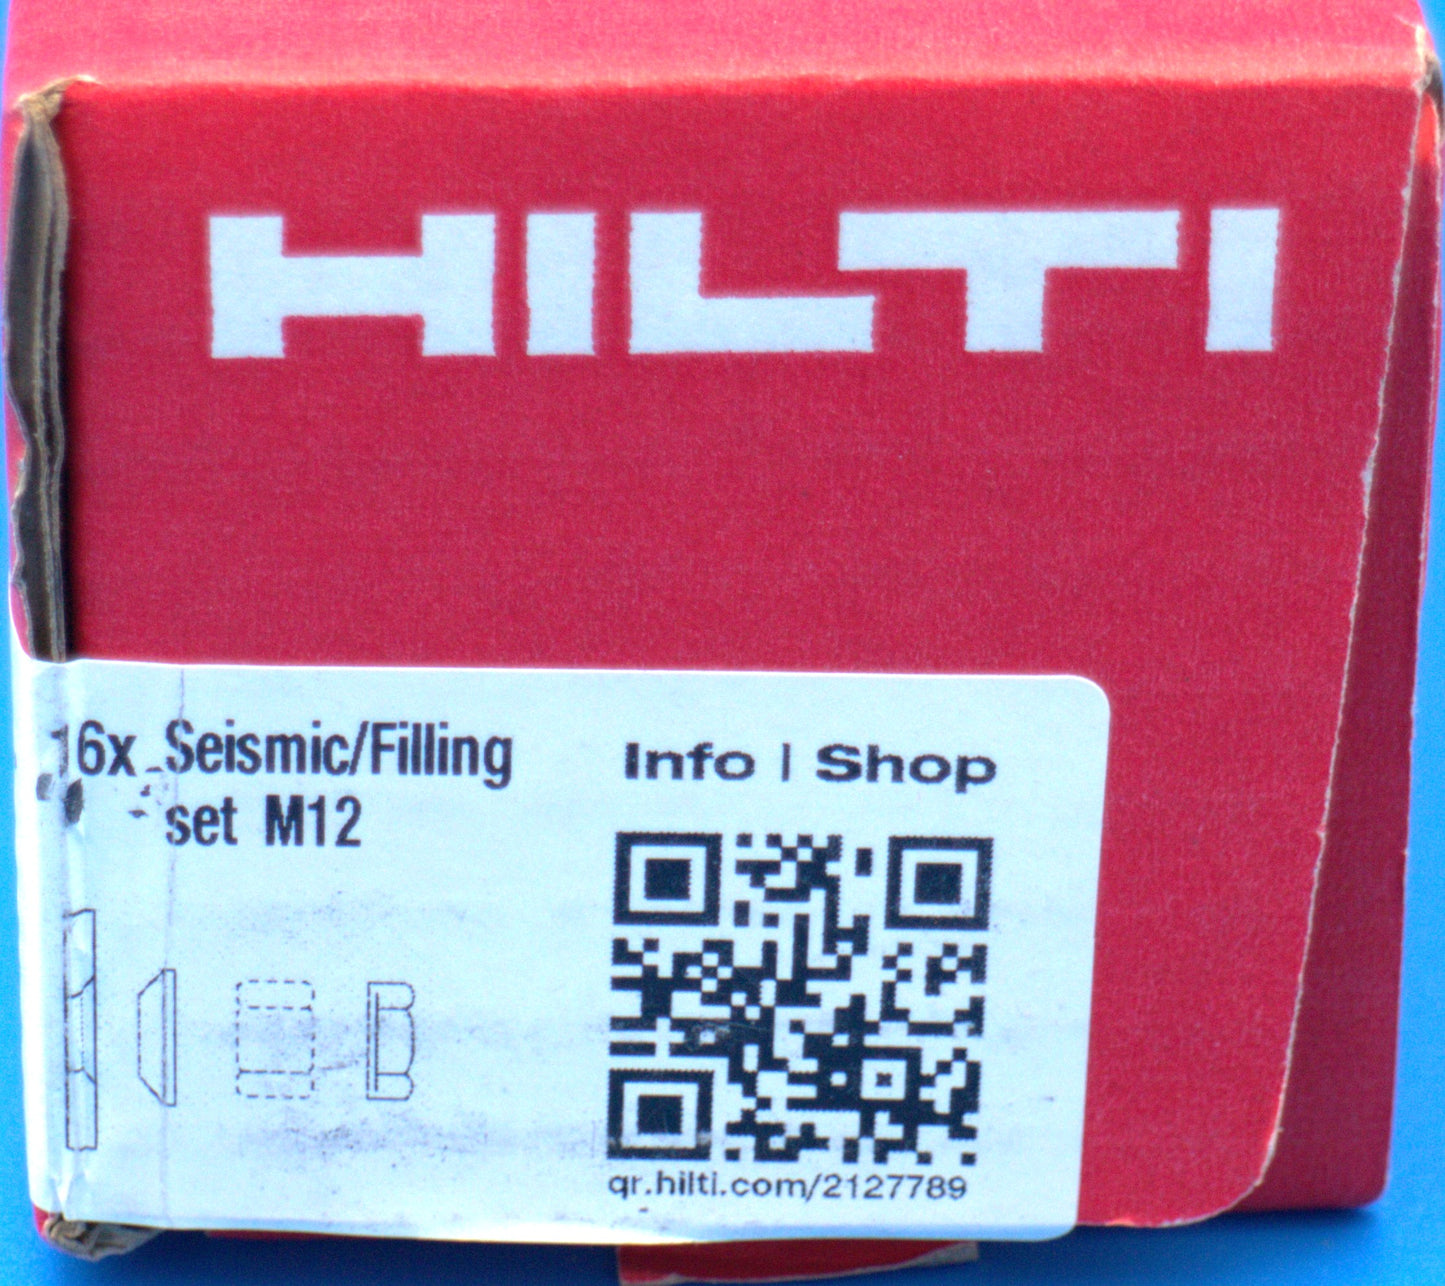 HILTI
16x Seismic/Filling
set M12
Info | Shop
qr.hilti.com/2127789